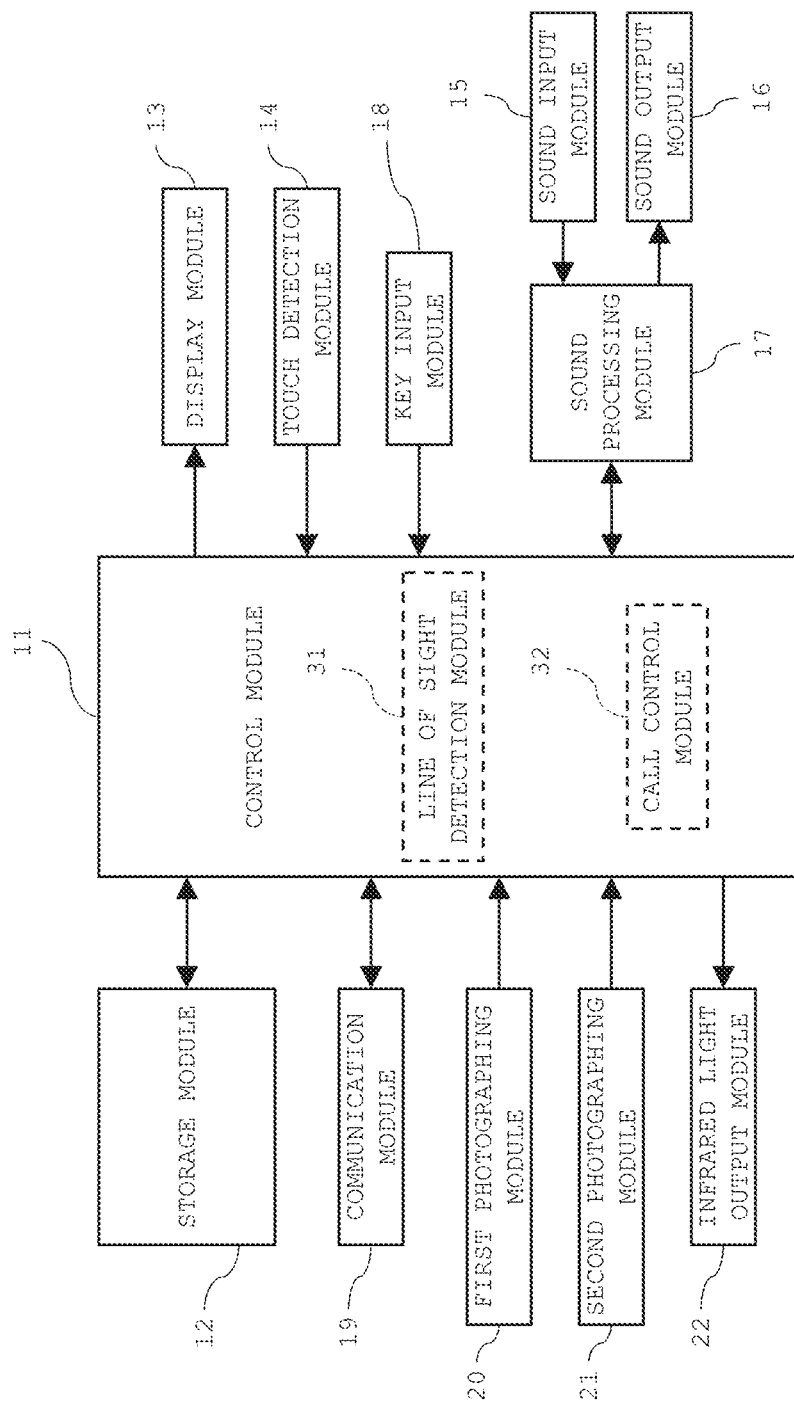 11
CONTROL MODULE
31
LINE OF SIGHT
DETECTION MODULE
32
CALL CONTROL
MODULE
STORAGE MODULE
12
COMMUNICATION
MODULE
19
FIRST PHOTOGRAPHING
MODULE
20
SECOND PHOTOGRAPHING
MODULE
21
INFRARED LIGHT
OUTPUT MODULE
22
DISPLAY MODULE
13
TOUCH DETECTION
MODULE
14
KEY INPUT
MODULE
18
SOUND
PROCESSING
MODULE
17
SOUND INPUT
MODULE
15
SOUND OUTPUT
MODULE
16